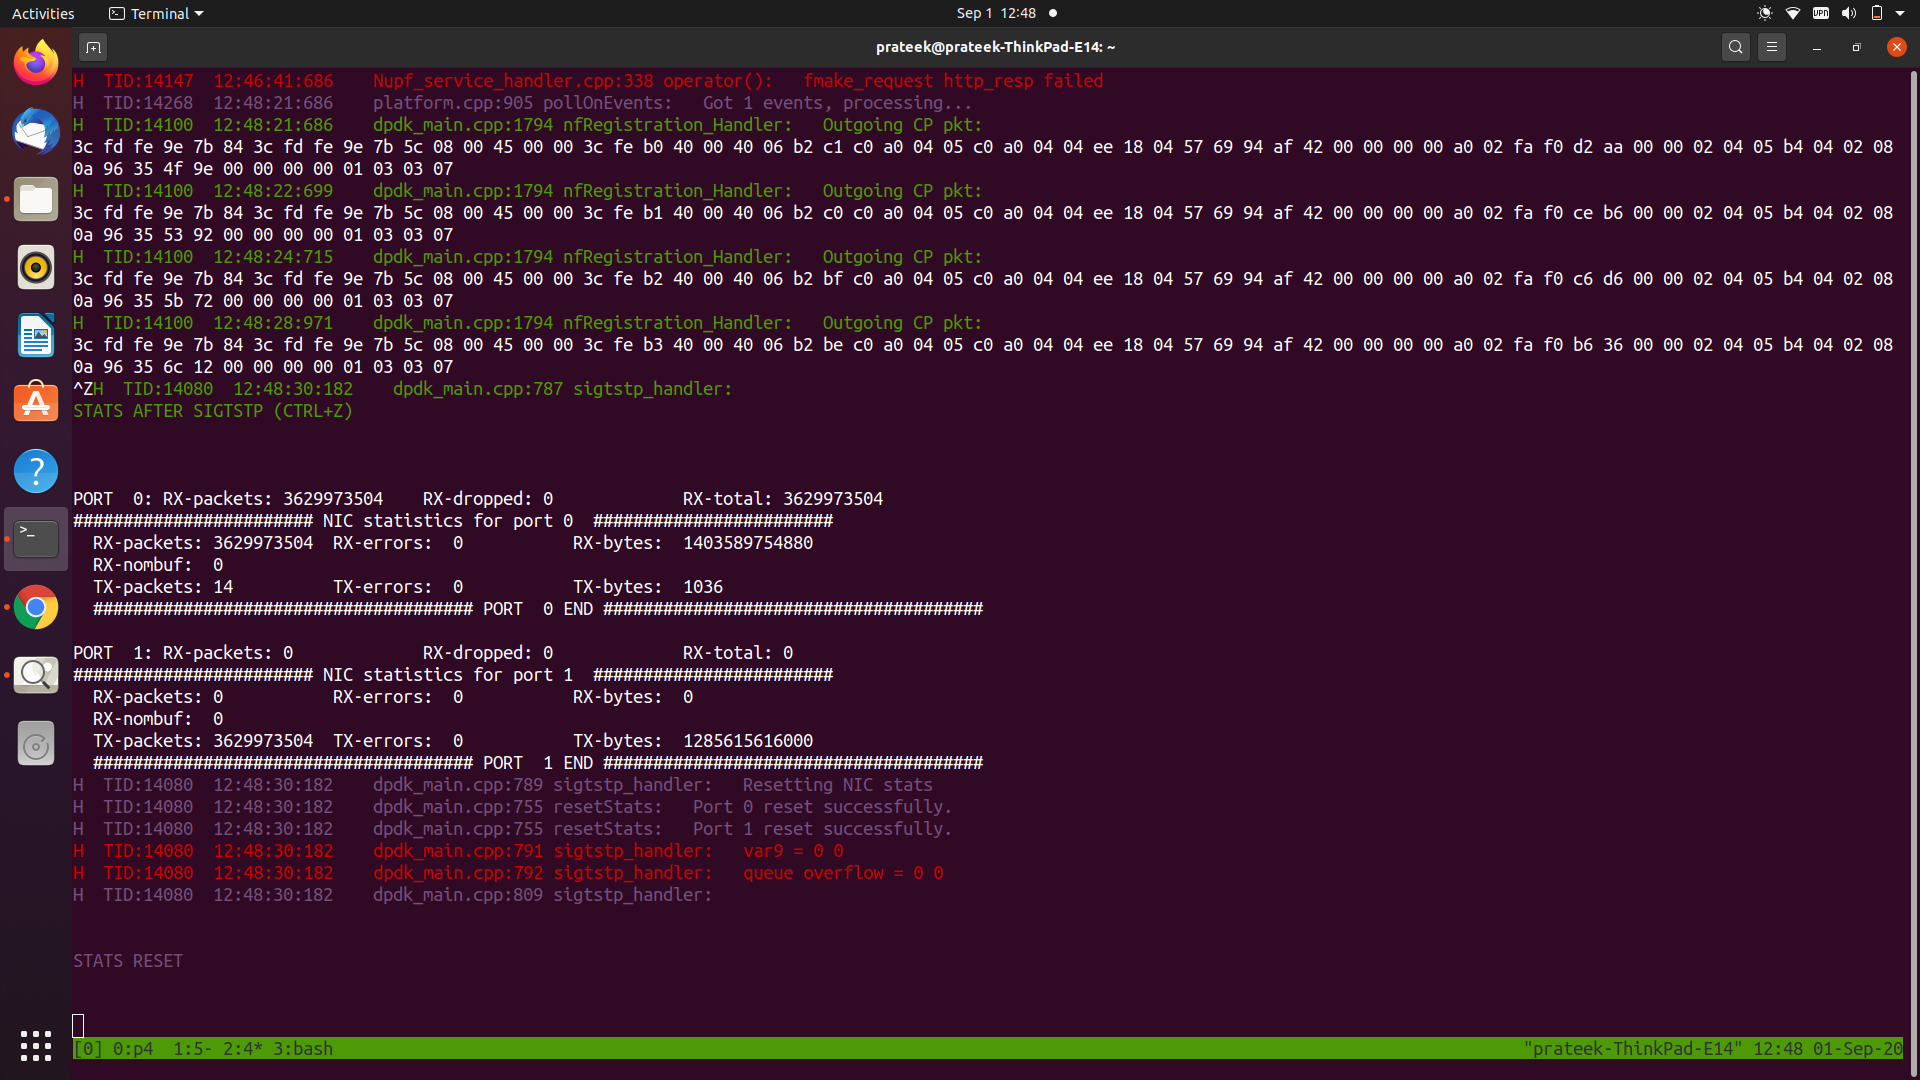 Activities Terminal Sep 1 12:48
VPN
prateek@prateek-ThinkPad-E14: ~
H  TID:14147  12:46:41:686    Nupf_service_handler.cpp:338 operator():   fmake_request http_resp failed
H  TID:14268  12:48:21:686    platform.cpp:905 pollOnEvents:   Got 1 events, processing...
H  TID:14100  12:48:21:686    dpdk_main.cpp:1794 nfRegistration_Handler:   Outgoing CP pkt:
3c fd fe 9e 7b 84 3c fd fe 9e 7b 5c 08 00 45 00 00 3c fe b0 40 00 40 06 b2 c1 c0 a0 04 05 c0 a0 04 04 ee 18 04 57 69 94 af 42 00 00 00 00 a0 02 fa f0 d2 aa 00 00 02 04 05 b4 04 02 08
0a 96 35 4f 9e 00 00 00 00 01 03 03 07
H  TID:14100  12:48:22:699    dpdk_main.cpp:1794 nfRegistration_Handler:   Outgoing CP pkt:
3c fd fe 9e 7b 84 3c fd fe 9e 7b 5c 08 00 45 00 00 3c fe b1 40 00 40 06 b2 c0 c0 a0 04 05 c0 a0 04 04 ee 18 04 57 69 94 af 42 00 00 00 00 a0 02 fa f0 ce b6 00 00 02 04 05 b4 04 02 08
0a 96 35 53 92 00 00 00 00 01 03 03 07
H  TID:14100  12:48:24:715    dpdk_main.cpp:1794 nfRegistration_Handler:   Outgoing CP pkt:
3c fd fe 9e 7b 84 3c fd fe 9e 7b 5c 08 00 45 00 00 3c fe b2 40 00 40 06 b2 bf c0 a0 04 05 c0 a0 04 04 ee 18 04 57 69 94 af 42 00 00 00 00 a0 02 fa f0 c6 d6 00 00 02 04 05 b4 04 02 08
0a 96 35 5b 72 00 00 00 00 01 03 03 07
H  TID:14100  12:48:28:971    dpdk_main.cpp:1794 nfRegistration_Handler:   Outgoing CP pkt:
3c fd fe 9e 7b 84 3c fd fe 9e 7b 5c 08 00 45 00 00 3c fe b3 40 00 40 06 b2 be c0 a0 04 05 c0 a0 04 04 ee 18 04 57 69 94 af 42 00 00 00 00 a0 02 fa f0 b6 36 00 00 02 04 05 b4 04 02 08
0a 96 35 6c 12 00 00 00 00 01 03 03 07
^ZH  TID:14080  12:48:30:182    dpdk_main.cpp:787 sigtstp_handler:
STATS AFTER SIGTSTP (CTRL+Z)
PORT  0: RX-packets: 3629973504    RX-dropped: 0             RX-total: 3629973504
######################## NIC statistics for port 0  ########################
RX-packets: 3629973504  RX-errors:  0           RX-bytes:  1403589754880
RX-nombuf:  0
TX-packets: 14          TX-errors:  0           TX-bytes:  1036
###################################### PORT  0 END ######################################
PORT  1: RX-packets: 0             RX-dropped: 0             RX-total: 0
######################## NIC statistics for port 1  ########################
RX-packets: 0           RX-errors:  0           RX-bytes:  0
RX-nombuf:  0
TX-packets: 3629973504  TX-errors:  0           TX-bytes:  1285615616000
###################################### PORT  1 END ######################################
H  TID:14080  12:48:30:182    dpdk_main.cpp:789 sigtstp_handler:   Resetting NIC stats
H  TID:14080  12:48:30:182    dpdk_main.cpp:755 resetStats:   Port 0 reset successfully.
H  TID:14080  12:48:30:182    dpdk_main.cpp:755 resetStats:   Port 1 reset successfully.
H  TID:14080  12:48:30:182    dpdk_main.cpp:791 sigtstp_handler:   var9 = 0 0
H  TID:14080  12:48:30:182    dpdk_main.cpp:792 sigtstp_handler:   queue overflow = 0 0
H  TID:14080  12:48:30:182    dpdk_main.cpp:809 sigtstp_handler:
STATS RESET
[0] 0:p4  1:5- 2:4* 3:bash "prateek-ThinkPad-E14" 12:48 01-Sep-20